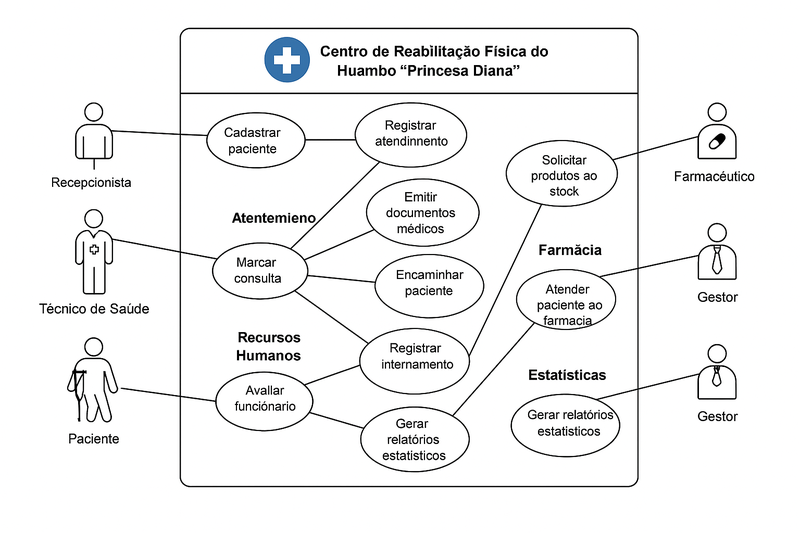 Centro de Reabilitação Física do
Huambo “Princesa Diana”
Recepcionista
Técnico de Saúde
Paciente
Cadastrar
paciente
Registrar
atendinnento
Atentemieno
Emitir
documentos
médicos
Marcar
consulta
Encaminhar
paciente
Recursos
Humanos
Registrar
internamento
Avallar
funciónario
Gerar
relatórios
estatisticos
Solicitar
produtos ao
stock
Farmăcia
Atender
paciente ao
farmacia
Estatísticas
Gerar relatórios
estatisticos
Farmacéutico
Gestor
Gestor